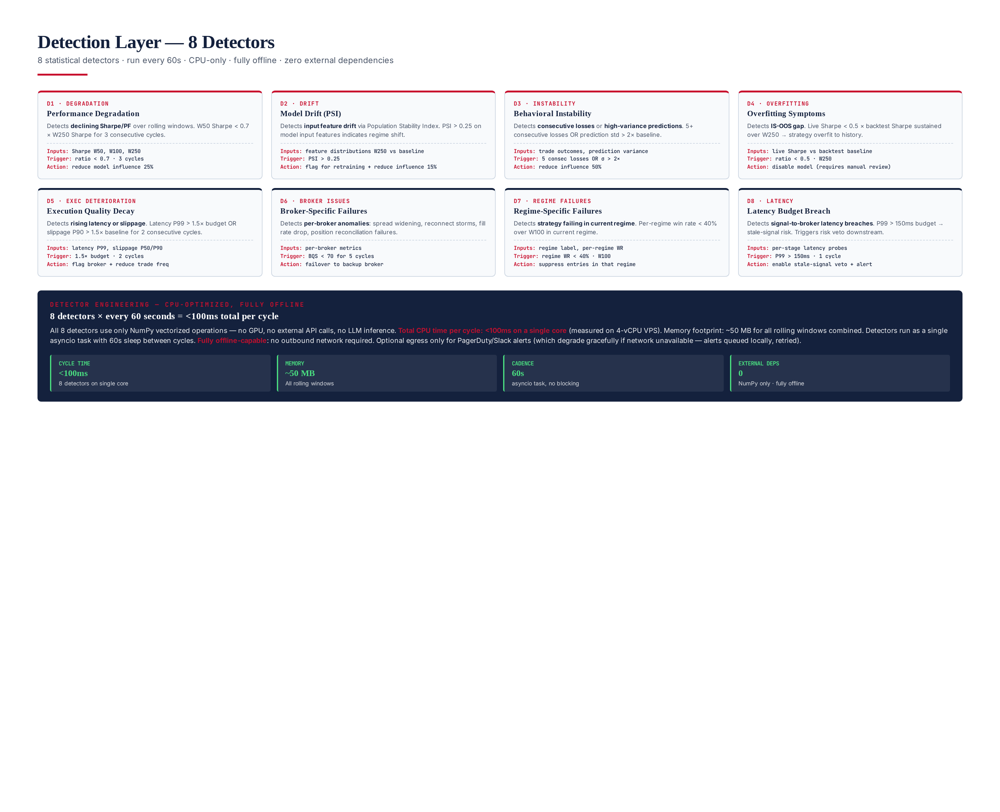 Detection Layer — 8 Detectors
8 statistical detectors · run every 60s · CPU-only · fully offline · zero external dependencies
D1 · DEGRADATION
Performance Degradation
Detects declining Sharpe/PF over rolling windows. W50 Sharpe < 0.7
× W250 Sharpe for 3 consecutive cycles.
Inputs: Sharpe W50, W100, W250
Trigger: ratio < 0.7 · 3 cycles
Action: reduce model influence 25%
D2 · DRIFT
Model Drift (PSI)
Detects input feature drift via Population Stability Index. PSI > 0.25 on
model input features indicates regime shift.
Inputs: feature distributions W250 vs baseline
Trigger: PSI > 0.25
Action: flag for retraining + reduce influence 15%
D3 · INSTABILITY
Behavioral Instability
Detects consecutive losses or high-variance predictions. 5+
consecutive losses OR prediction std > 2× baseline.
Inputs: trade outcomes, prediction variance
Trigger: 5 consec losses OR σ > 2×
Action: reduce influence 50%
D4 · OVERFITTING
Overfitting Symptoms
Detects IS-OOS gap. Live Sharpe < 0.5 × backtest Sharpe sustained
over W250 → strategy overfit to history.
Inputs: live Sharpe vs backtest baseline
Trigger: ratio < 0.5 · W250
Action: disable model (requires manual review)
D5 · EXEC DETERIORATION
Execution Quality Decay
Detects rising latency or slippage. Latency P99 > 1.5× budget OR
slippage P90 > 1.5× baseline for 2 consecutive cycles.
Inputs: latency P99, slippage P50/P90
Trigger: 1.5× budget · 2 cycles
Action: flag broker + reduce trade freq
D6 · BROKER ISSUES
Broker-Specific Failures
Detects per-broker anomalies: spread widening, reconnect storms, fill
rate drop, position reconciliation failures.
Inputs: per-broker metrics
Trigger: BQS < 70 for 5 cycles
Action: failover to backup broker
D7 · REGIME FAILURES
Regime-Specific Failures
Detects strategy failing in current regime. Per-regime win rate < 40%
over W100 in current regime.
Inputs: regime label, per-regime WR
Trigger: regime WR < 40% · W100
Action: suppress entries in that regime
D8 · LATENCY
Latency Budget Breach
Detects signal-to-broker latency breaches. P99 > 150ms budget →
stale-signal risk. Triggers risk veto downstream.
Inputs: per-stage latency probes
Trigger: P99 > 150ms · 1 cycle
Action: enable stale-signal veto + alert
DETECTOR ENGINEERING — CPU-OPTIMIZED, FULLY OFFLINE
8 detectors × every 60 seconds = <100ms total per cycle
All 8 detectors use only NumPy vectorized operations — no GPU, no external API calls, no LLM inference. Total CPU time per cycle: <100ms on a single core (measured on 4-vCPU VPS). Memory footprint: ~50 MB for all rolling windows combined. Detectors run as a single
asyncio task with 60s sleep between cycles. Fully offline-capable: no outbound network required. Optional egress only for PagerDuty/Slack alerts (which degrade gracefully if network unavailable — alerts queued locally, retried).
CYCLE TIME
<100ms
8 detectors on single core
MEMORY
~50 MB
All rolling windows
CADENCE
60s
asyncio task, no blocking
EXTERNAL DEPS
0
NumPy only · fully offline